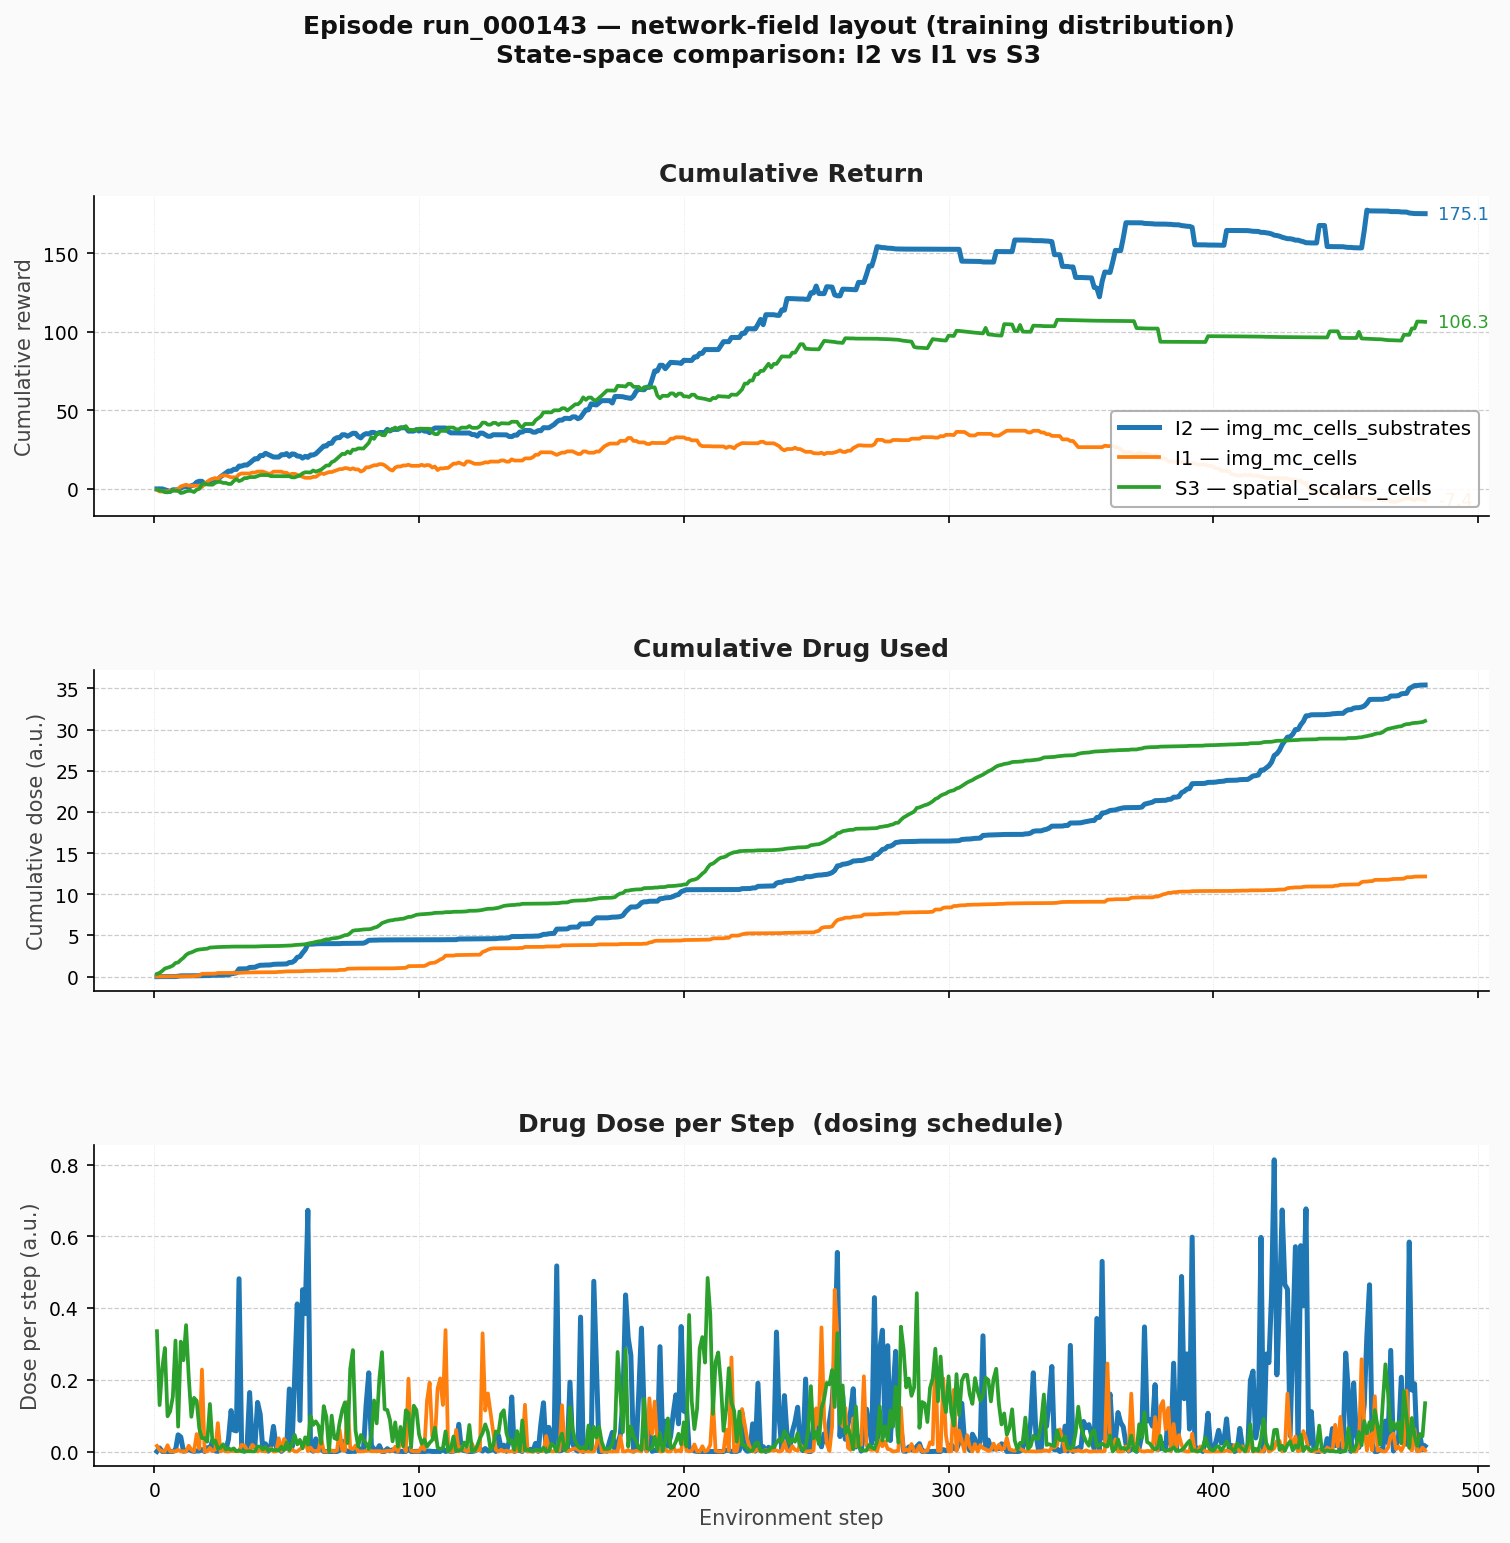 Episode run_000143 — network-field layout (training distribution)
State-space comparison: I2 vs I1 vs S3
Cumulative Return
Cumulative reward
150
100
50
0
175.1
106.3
-7.4
I2 — img_mc_cells_substrates
I1 — img_mc_cells
S3 — spatial_scalars_cells
Cumulative Drug Used
Cumulative dose (a.u.)
35
30
25
20
15
10
5
0
Drug Dose per Step (dosing schedule)
Dose per step (a.u.)
0.8
0.6
0.4
0.2
0.0
0 100 200 300 400 500
Environment step